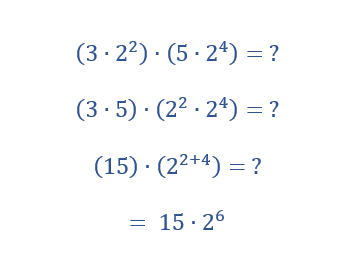 (3 · 2²) · (5 · 2⁴) = ?
(3 · 5) · (2² · 2⁴) = ?
(15) · (2²⁺⁴) = ?
= 15 · 2⁶